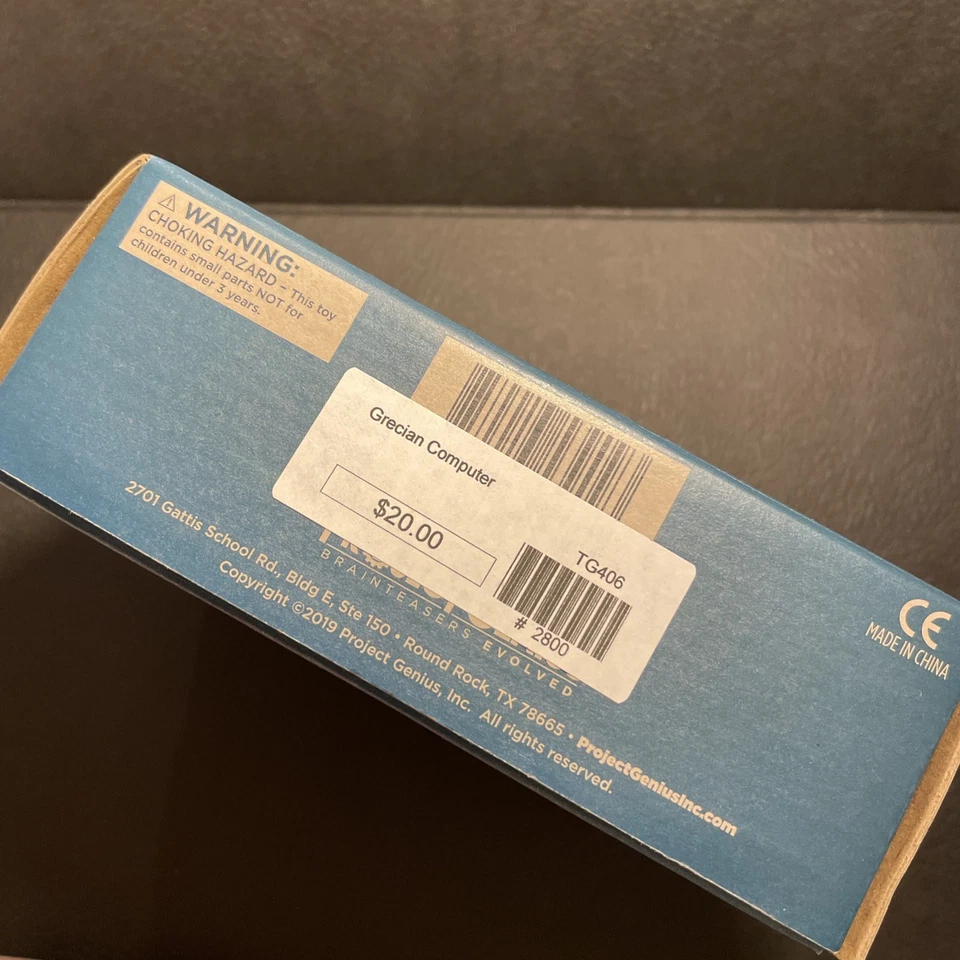 ⚠ WARNING:
CHOKING HAZARD – This toy
contains small parts NOT for
children under 3 years.
Grecian Computer
$20.00
TG406
# 2800
BRAINTEASERS EVOLVED
2701 Gattis School Rd., Bldg E, Ste 150 • Round Rock, TX 78665 • ProjectGeniusInc.com
Copyright ©2019 Project Genius, Inc. All rights reserved.
CE
MADE IN CHINA